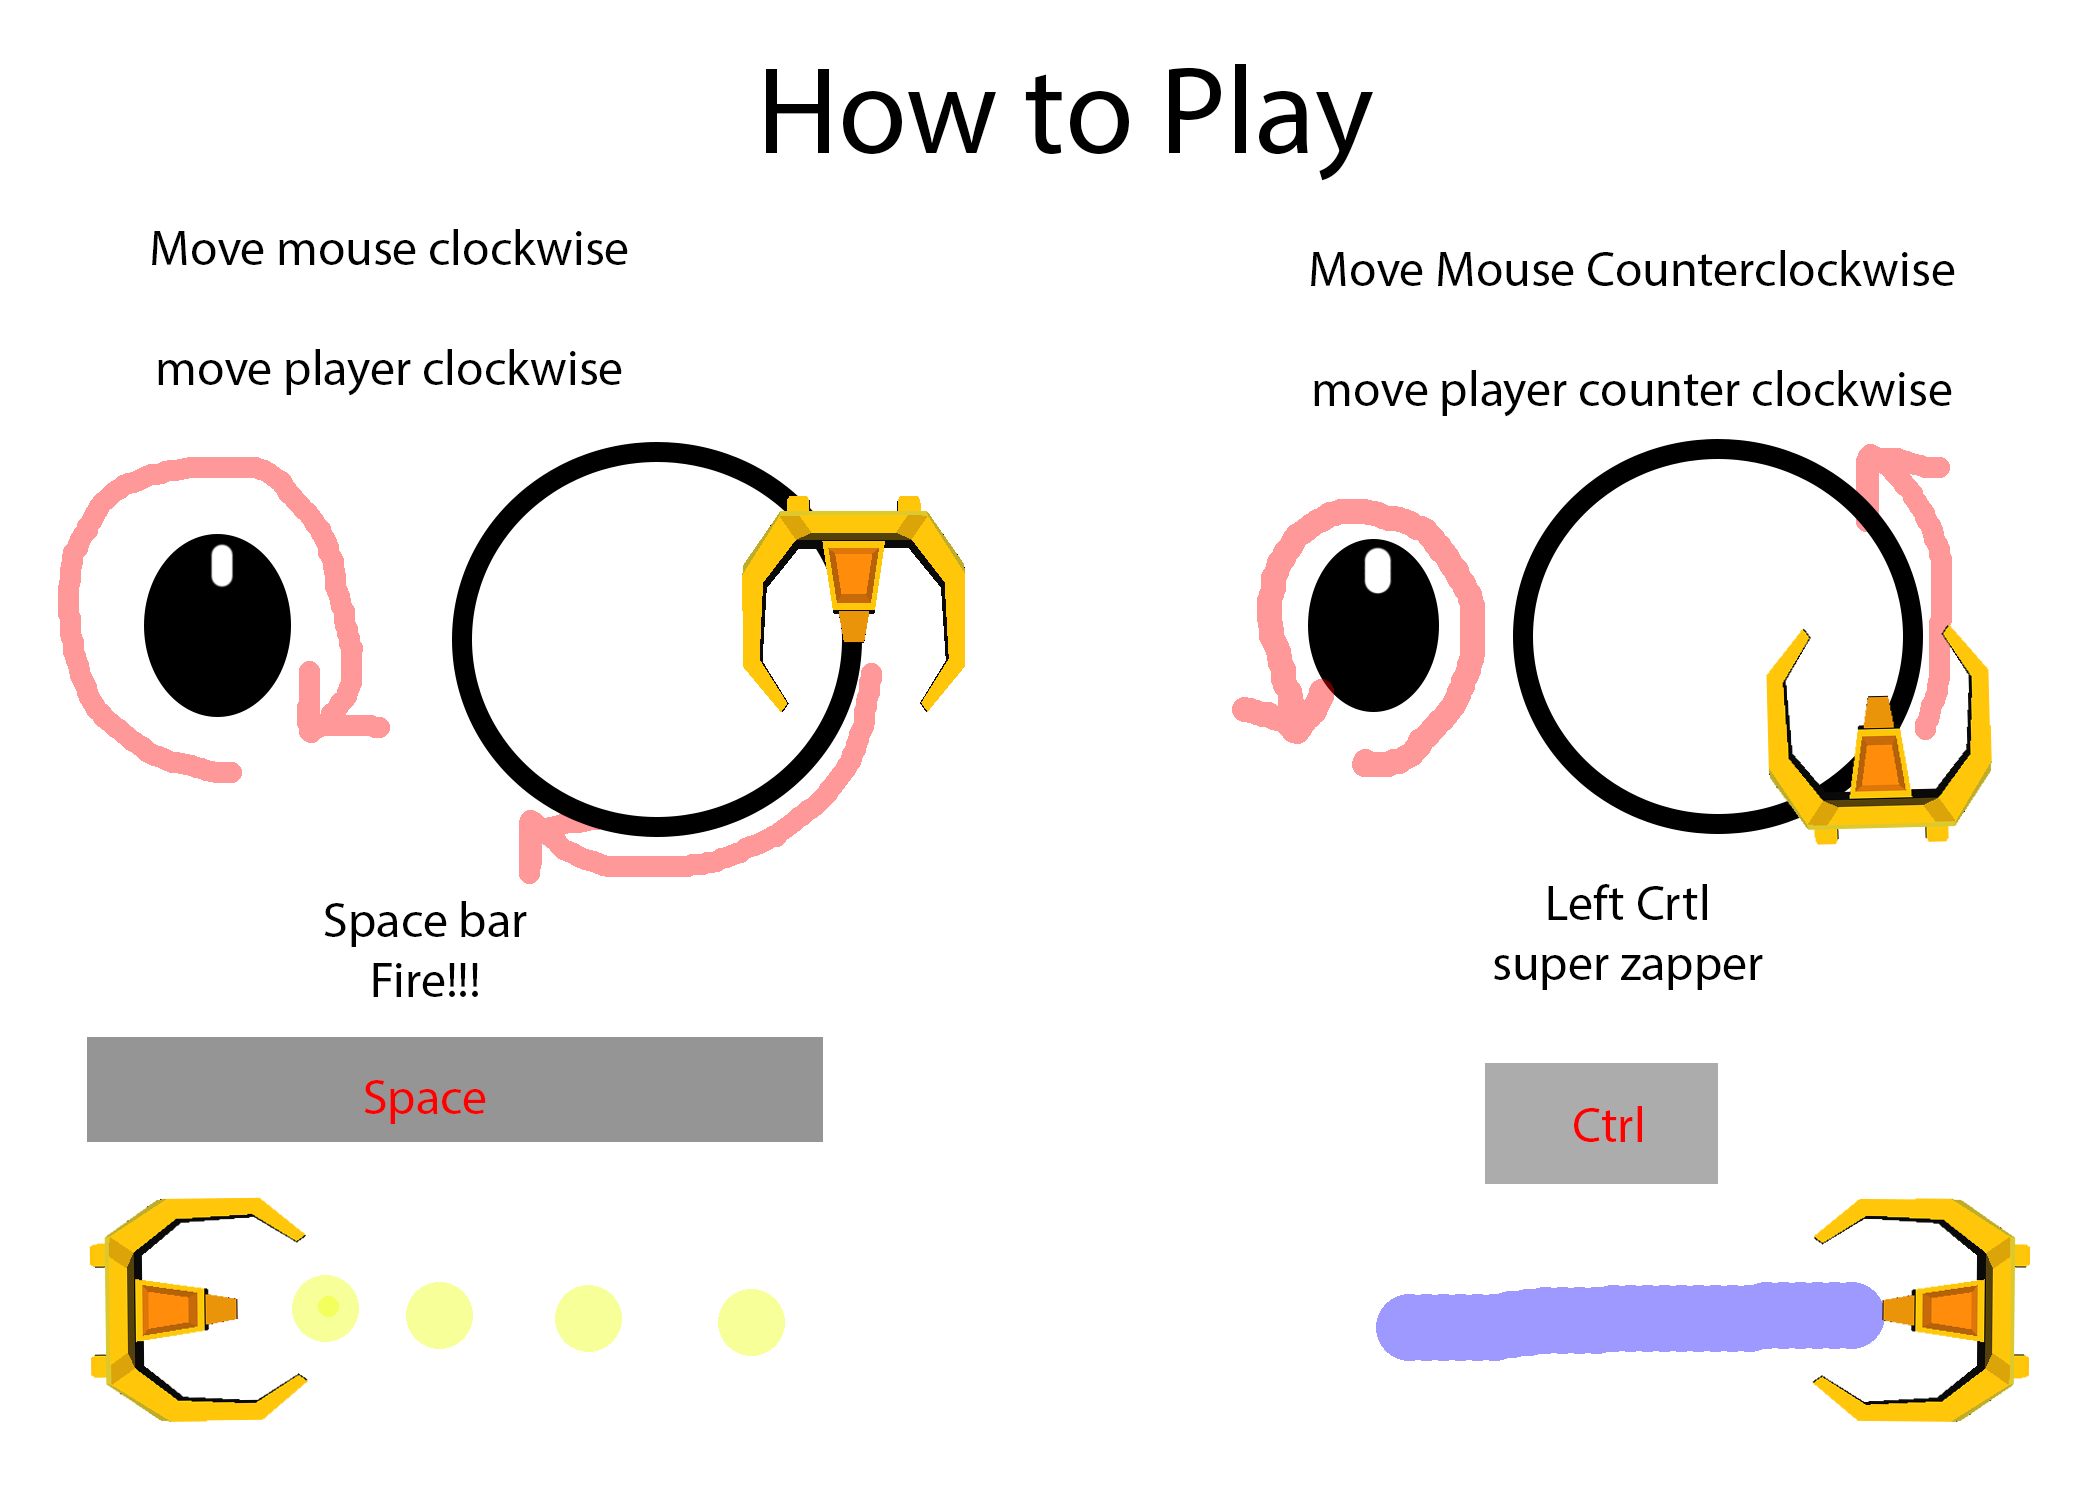 How to Play
Move mouse clockwise
move player clockwise
Move Mouse Counterclockwise
move player counter clockwise
Space bar
Fire!!!
Space
Left Crtl
super zapper
Ctrl